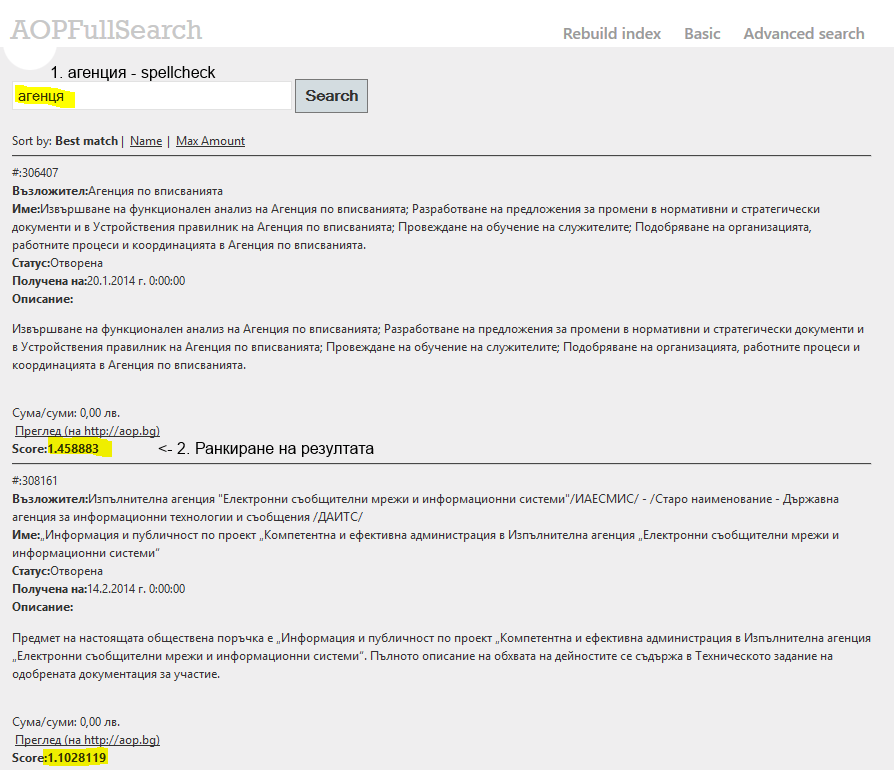 AOPFullSearch
Rebuild index Basic Advanced search
1. агенция - spellcheck
агенця Search
Sort by: Best match | Name | Max Amount
#:306407
Възложител:Агенция по вписванията
Име:Извършване на функционален анализ на Агенция по вписванията; Разработване на предложения за промени в нормативни и стратегически
документи и в Устройствения правилник на Агенция по вписванията; Провеждане на обучение на служителите; Подобряване на организацията,
работните процеси и координацията в Агенция по вписванията.
Статус:Отворена
Получена на:20.1.2014 г. 0:00:00
Описание:
Извършване на функционален анализ на Агенция по вписванията; Разработване на предложения за промени в нормативни и стратегически документи и
в Устройствения правилник на Агенция по вписванията; Провеждане на обучение на служителите; Подобряване на организацията, работните процеси и
координацията в Агенция по вписванията.
Сума/суми: 0,00 лв.
Преглед (на http://aop.bg)
Score:1.458883 <- 2. Ранкиране на резултата
#:308161
Възложител:Изпълнителна агенция "Електронни съобщителни мрежи и информационни системи"/ИАЕСМИС/ - /Старо наименование - Държавна
агенция за информационни технологии и съобщения /ДАИТС/
Име:„Информация и публичност по проект „Компетентна и ефективна администрация в Изпълнителна агенция „Електронни съобщителни мрежи и
информационни системи“
Статус:Отворена
Получена на:14.2.2014 г. 0:00:00
Описание:
Предмет на настоящата обществена поръчка е „Информация и публичност по проект „Компетентна и ефективна администрация в Изпълнителна агенция
„Електронни съобщителни мрежи и информационни системи“. Пълното описание на обхвата на дейностите се съдържа в Техническото задание на
одобрената документация за участие.
Сума/суми: 0,00 лв.
Преглед (на http://aop.bg)
Score:1.1028119